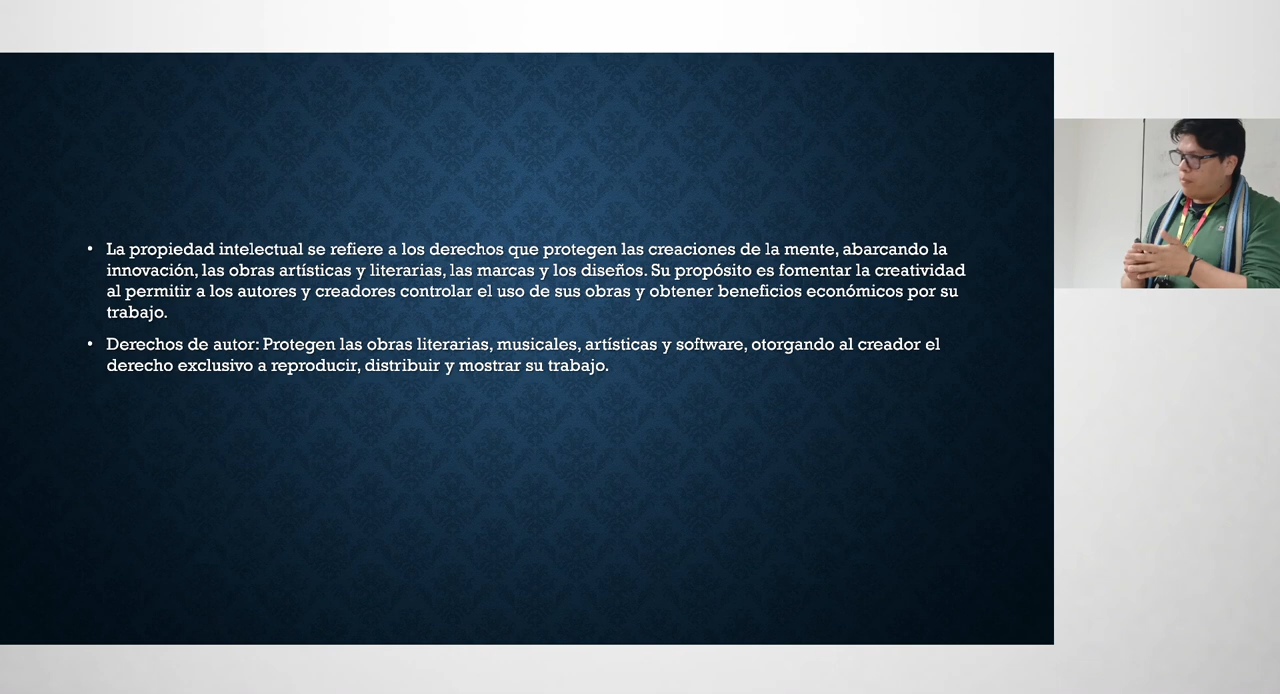 • La propiedad intelectual se refiere a los derechos que protegen las creaciones de la mente, abarcando la
innovación, las obras artísticas y literarias, las marcas y los diseños. Su propósito es fomentar la creatividad
al permitir a los autores y creadores controlar el uso de sus obras y obtener beneficios económicos por su
trabajo.
• Derechos de autor: Protegen las obras literarias, musicales, artísticas y software, otorgando al creador el
derecho exclusivo a reproducir, distribuir y mostrar su trabajo.